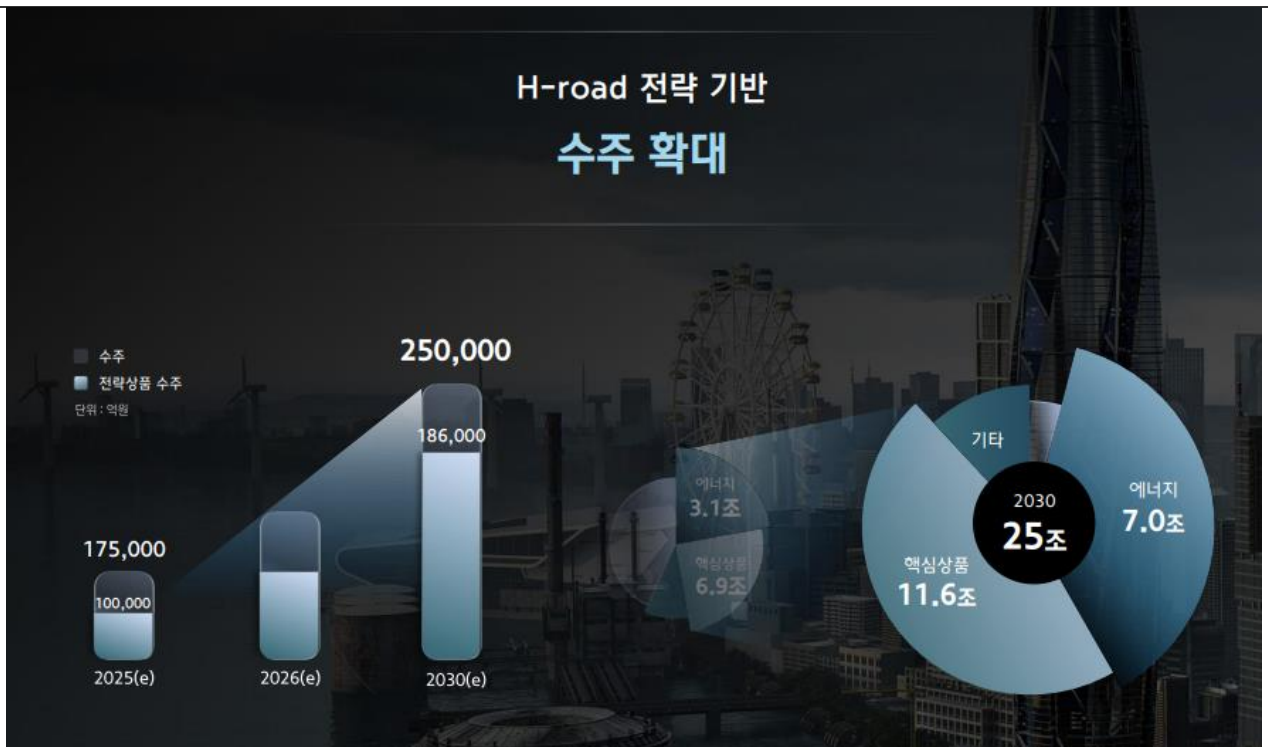 H-road 전략 기반
수주 확대
수주
전략상품 수주
단위 : 억원
175,000
100,000
2025(e)
2026(e)
250,000
186,000
2030(e)
에너지
3.1조
핵심상품
6.9조
기타
2030
25조
에너지
7.0조
핵심상품
11.6조